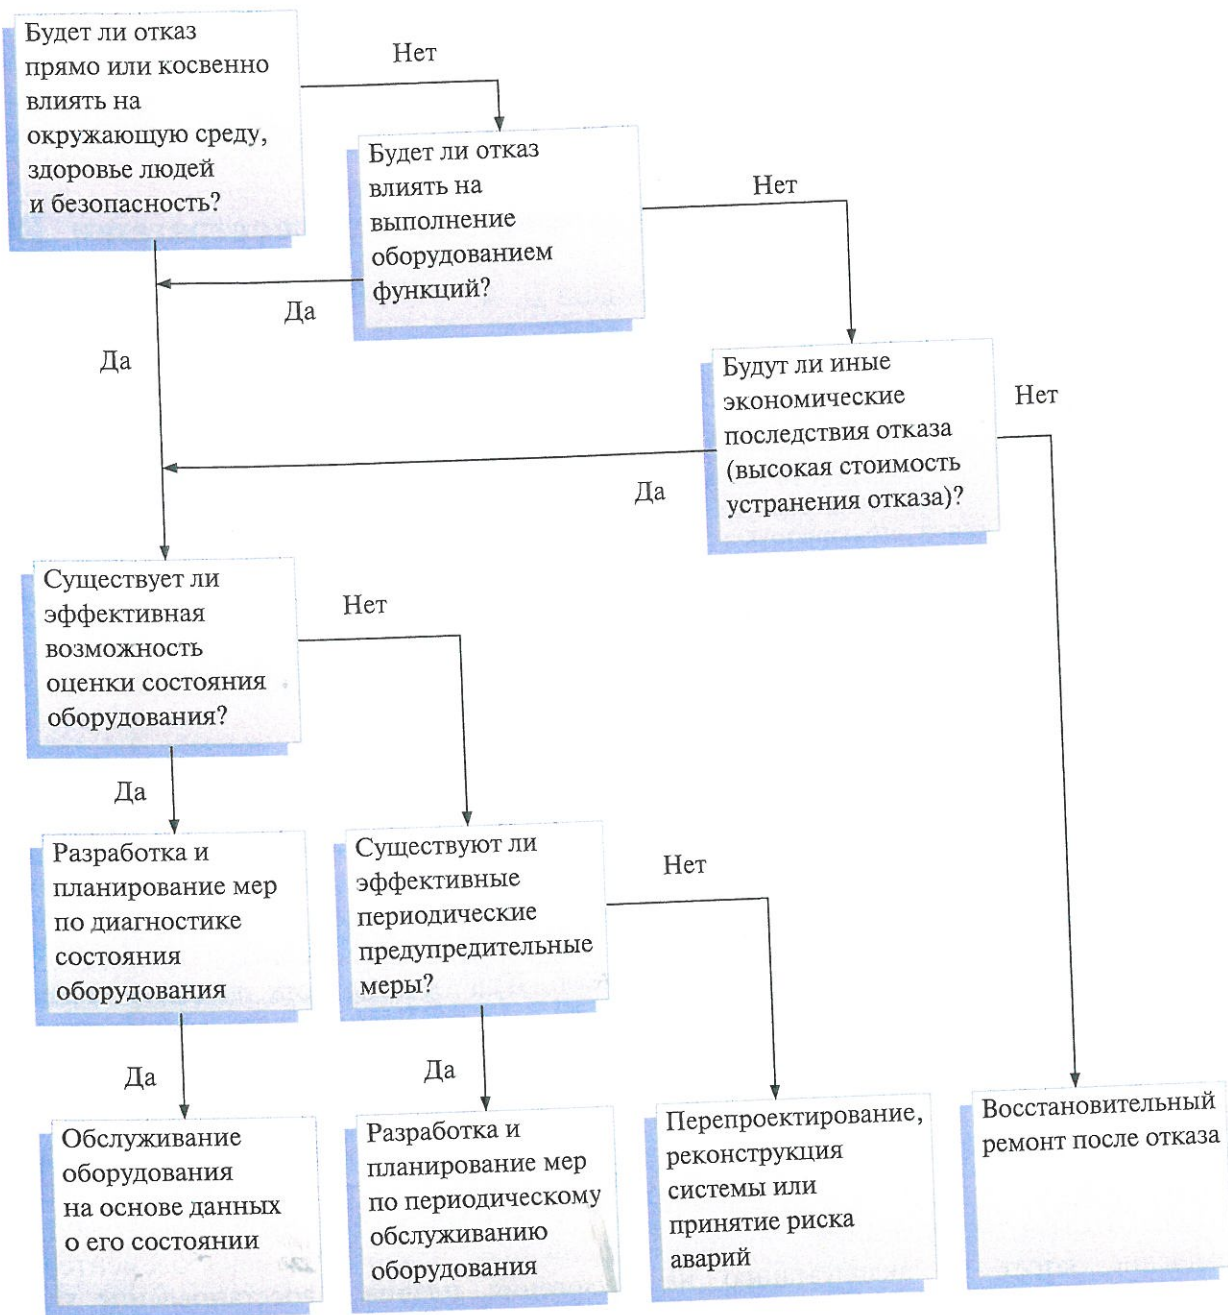 Будет ли отказ
прямо или косвенно
влиять на
окружающую среду,
здоровье людей
и безопасность?
Нет
Будет ли отказ
влиять на
выполнение
оборудованием
функций?
Нет
Да
Да
Будут ли иные
экономические
последствия отказа
(высокая стоимость
устранения отказа)?
Нет
Да
Существует ли
эффективная
возможность
оценки состояния
оборудования?
Нет
Да
Разработка и
планирование мер
по диагностике
состояния
оборудования
Существуют ли
эффективные
периодические
предупредительные
меры?
Нет
Да
Да
Обслуживание
оборудования
на основе данных
о его состоянии
Разработка и
планирование мер
по периодическому
обслуживанию
оборудования
Перепроектирование,
реконструкция
системы или
принятие риска
аварий
Восстановительный
ремонт после отказа